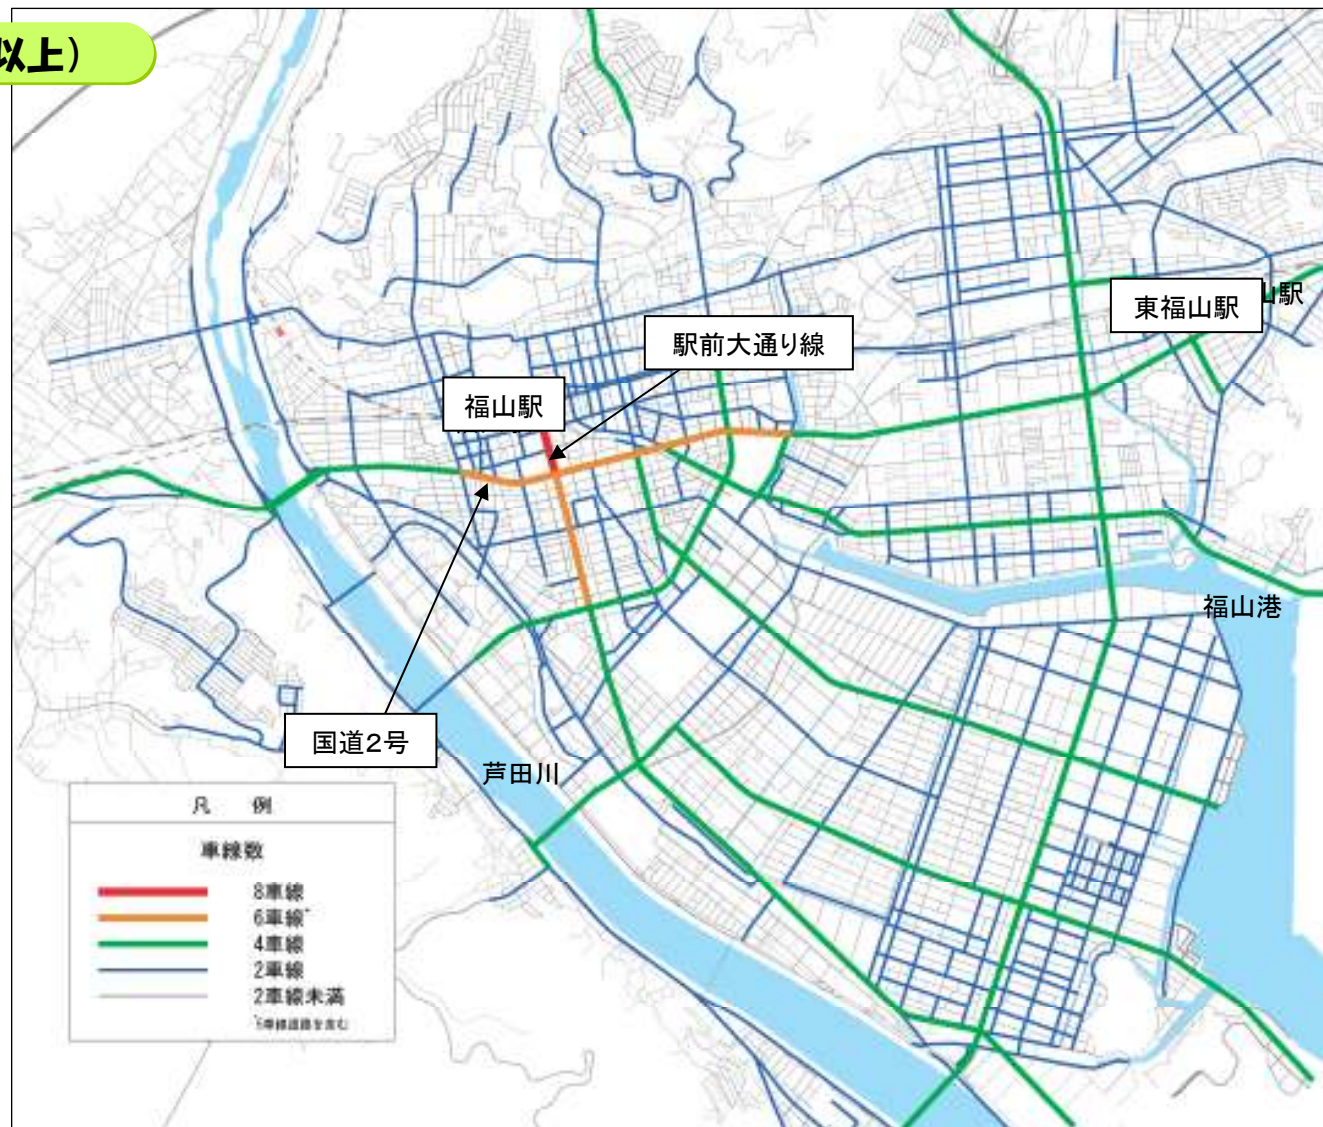 以上）
山駅
東福山駅
駅前大通り線
福山駅
福山港
国道２号
芦田川
凡　例
車線数
8車線
6車線*
4車線
2車線
2車線未満